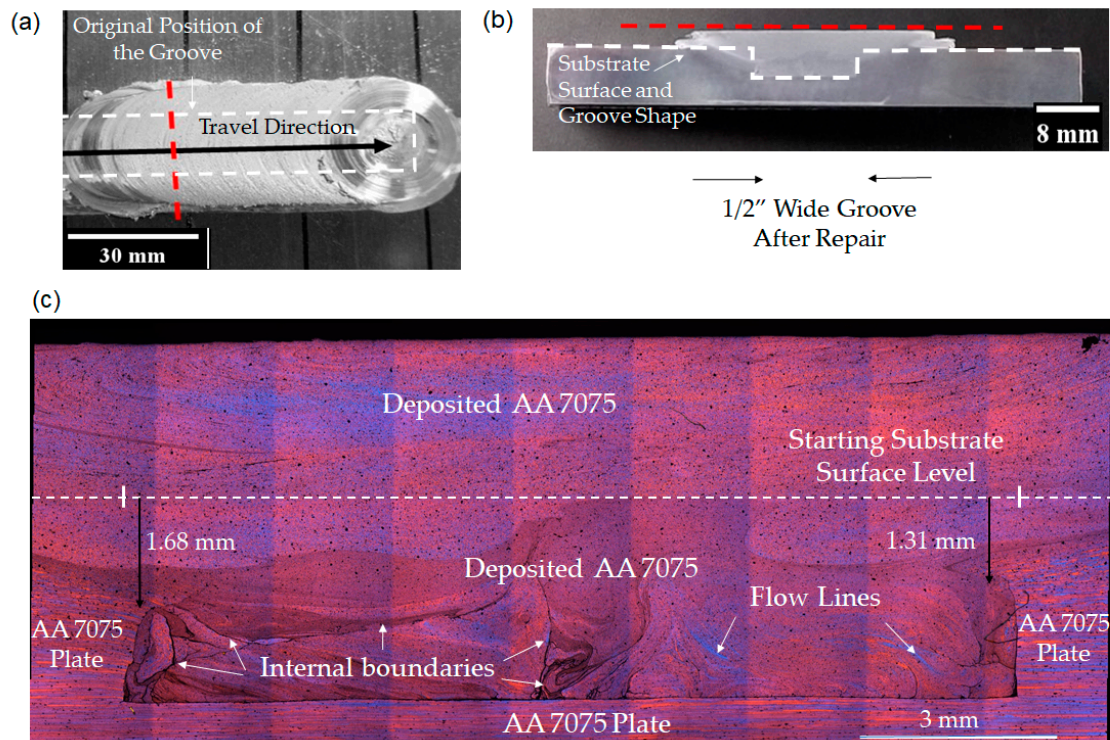 (a)
Original Position of
the Groove
Travel Direction
30 mm
(b)
Substrate
Surface and
Groove Shape
8 mm
1/2” Wide Groove
After Repair
(c)
Deposited AA 7075
Starting Substrate
Surface Level
1.68 mm
1.31 mm
Deposited AA 7075
Flow Lines
AA 7075
Plate
Internal boundaries
AA 7075
Plate
AA 7075 Plate
3 mm